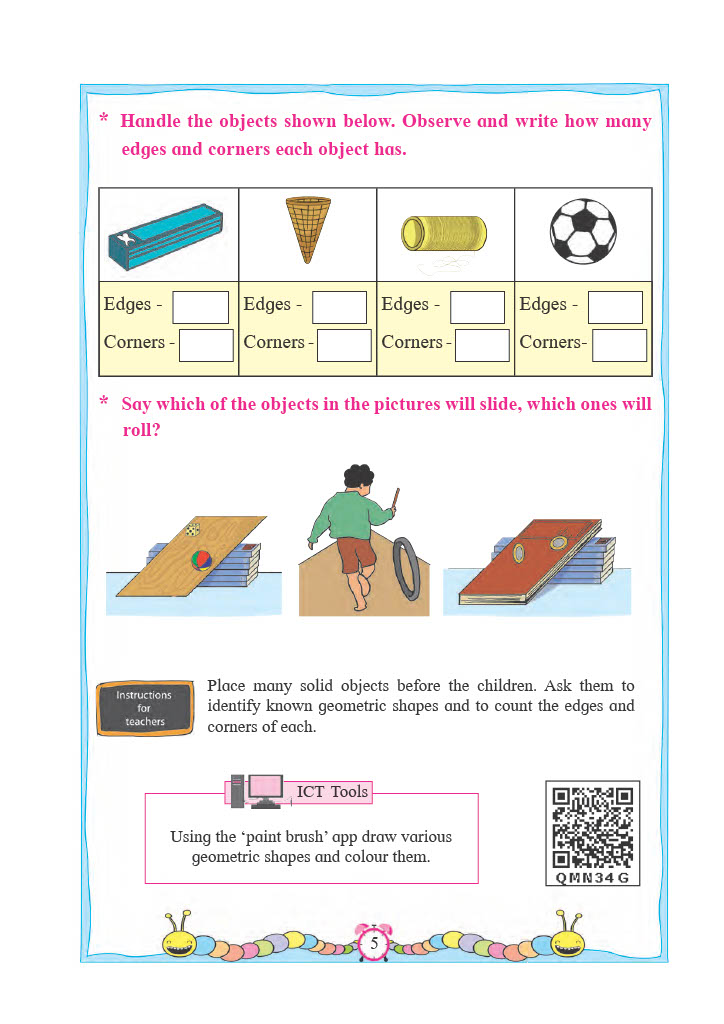 * Handle the objects shown below. Observe and write how many
edges and corners each object has.
Edges - Edges - Edges - Edges -
Corners - Corners - Corners - Corners-
* Say which of the objects in the pictures will slide, which ones will
roll?
Instructions
for
teachers
Place many solid objects before the children. Ask them to
identify known geometric shapes and to count the edges and
corners of each.
ICT Tools
Using the ‘paint brush’ app draw various
geometric shapes and colour them.
QMN34G
5